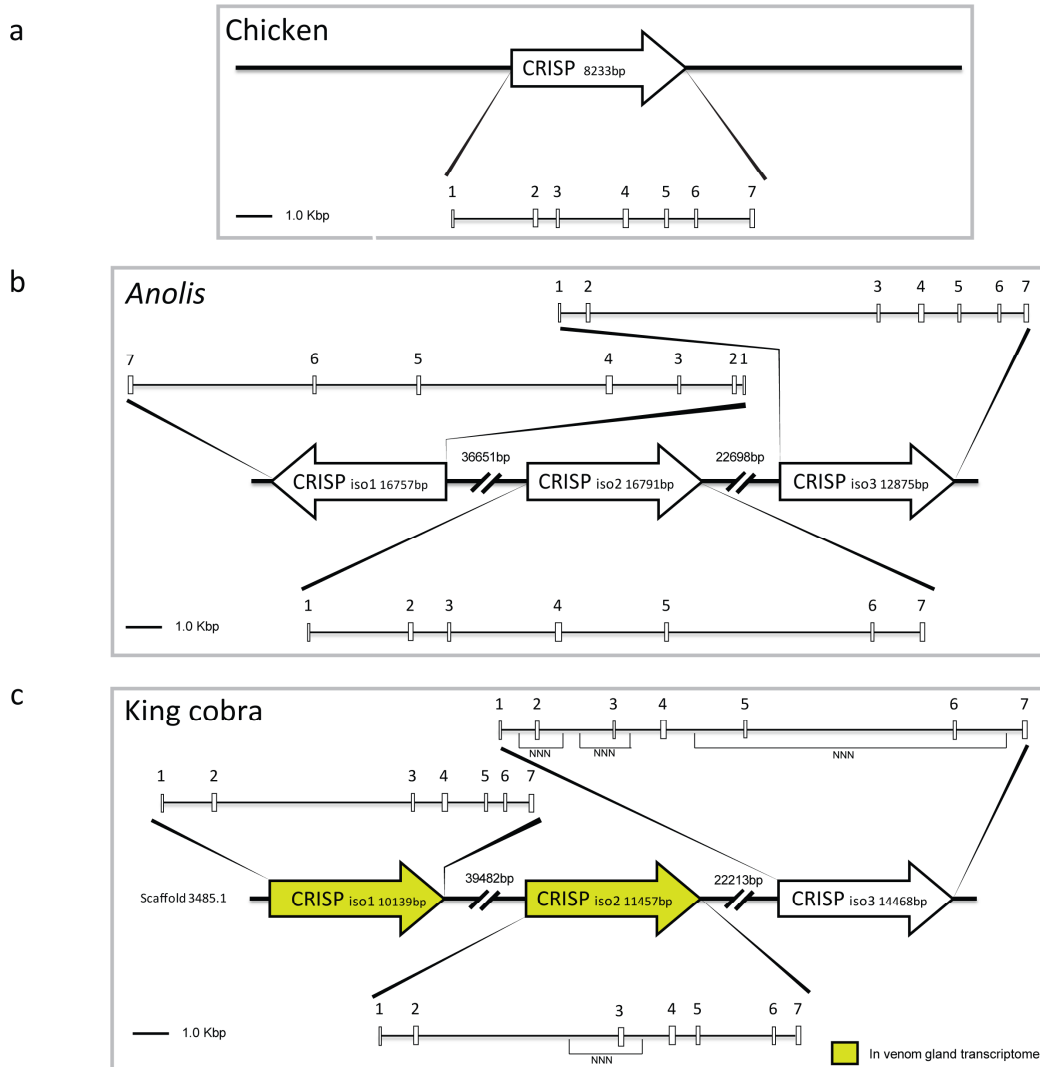 a
Chicken
CRISP 8233bp
1 2 3 4 5 6 7
1.0 Kbp
b
Anolis
1 2 3 4 5 6 7
7 6 5 4 3 2 1
36651bp
22698bp
CRISP iso1 16757bp
CRISP iso2 16791bp
CRISP iso3 12875bp
1 2 3 4 5 6 7
1.0 Kbp
c
King cobra
1 2 3 4 5 6 7
NNN NNN NNN
1 2 3 4 5 6 7
39482bp
22213bp
Scaffold 3485.1
CRISP iso1 10139bp
CRISP iso2 11457bp
CRISP iso3 14468bp
1 2 3 4 5 6 7
NNN
1.0 Kbp
In venom gland transcriptome